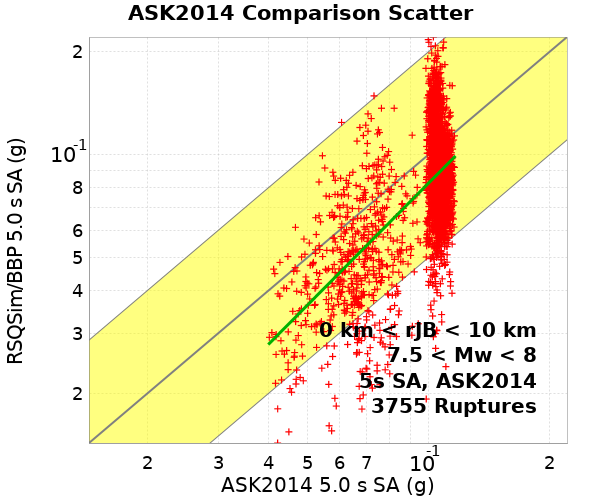 ASK2014 Comparison Scatter
RSQSim/BBP 5.0 s SA (g)
2
10-1
8
6
5
4
3
2
0 km < rJB < 10 km
7.5 < Mw < 8
5s SA, ASK2014
3755 Ruptures
2 3 4 5 6 7 10-1 2
ASK2014 5.0 s SA (g)